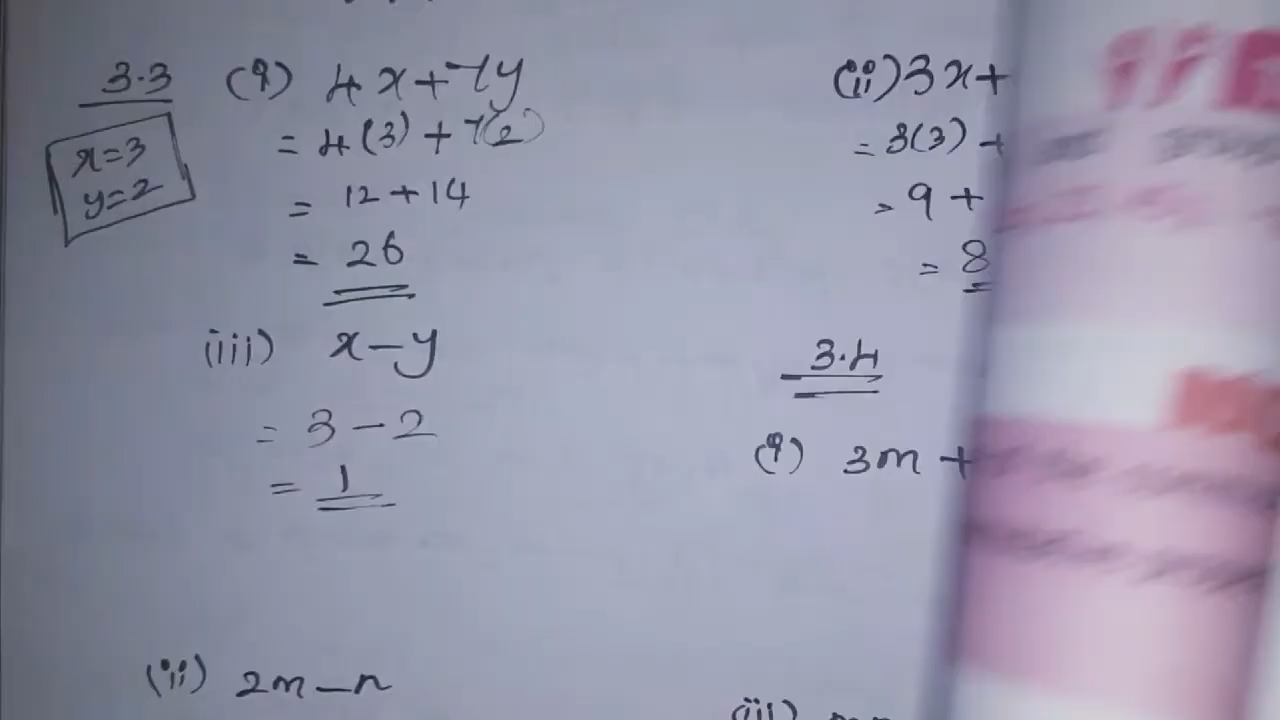 3.3 (i) 4x+7y
x=3
y=2
= 4(3) + 7(2)
= 12+14
= 26
(iii) x-y
= 3-2
= 1
(ii) 2m-n
(ii) 3x+
= 3(3) +
= 9+
= 8
3.4
(i) 3m +
(iii)